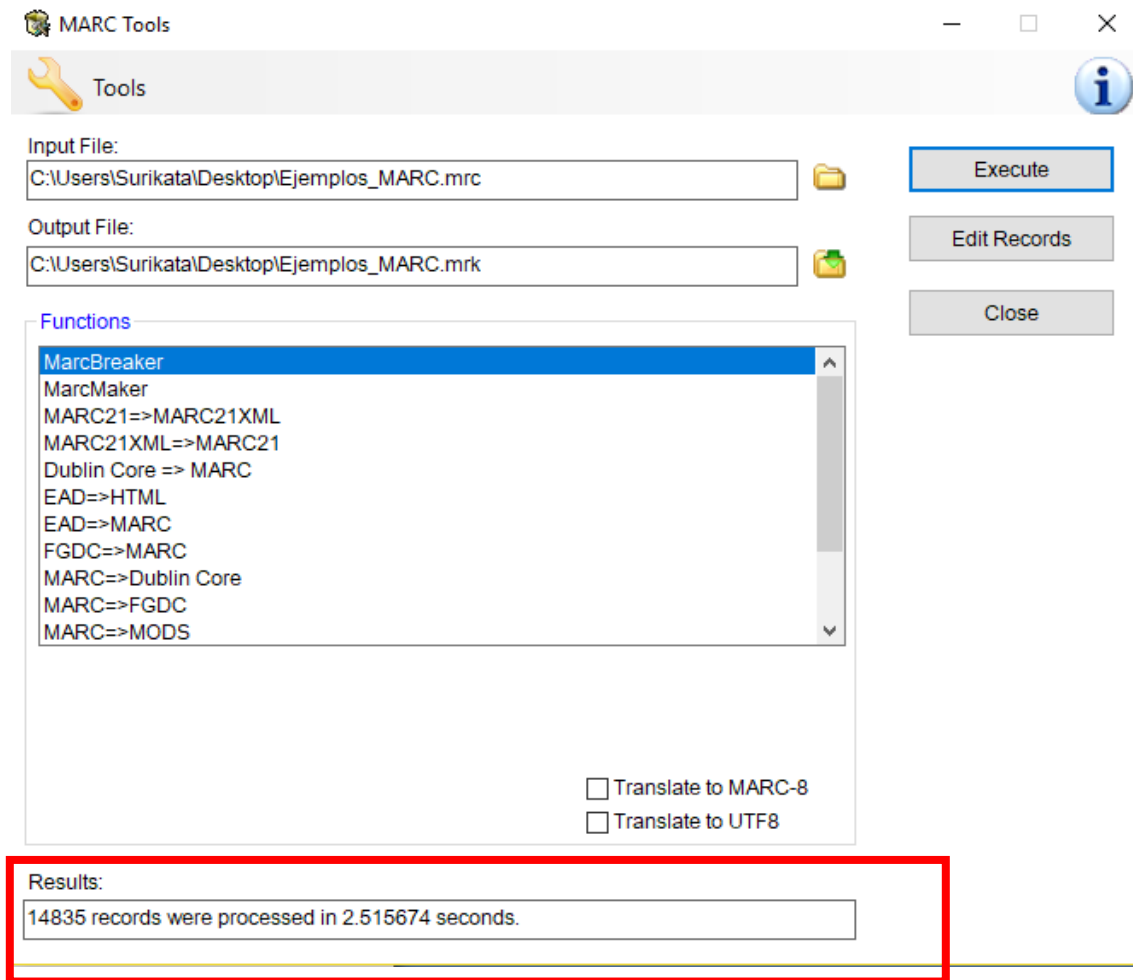 MARC Tools
Tools
Input File:
C:\Users\Surikata\Desktop\Ejemplos_MARC.mrc
Execute
Output File:
C:\Users\Surikata\Desktop\Ejemplos_MARC.mrk
Edit Records
Close
Functions
MarcBreaker
MarcMaker
MARC21=>MARC21XML
MARC21XML=>MARC21
Dublin Core => MARC
EAD=>HTML
EAD=>MARC
FGDC=>MARC
MARC=>Dublin Core
MARC=>FGDC
MARC=>MODS
Translate to MARC-8
Translate to UTF8
Results:
14835 records were processed in 2.515674 seconds.